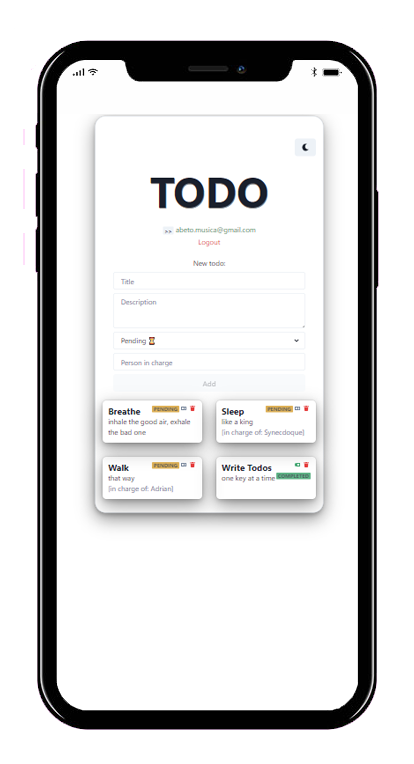 TODO
abeto.musica@gmail.com
Logout
New todo:
Title
Description
Pending ⏳
Person in charge
Add
Breathe PENDING
inhale the good air, exhale
the bad one
Sleep PENDING
like a king
[in charge of: Synecdoque]
Walk PENDING
that way
[in charge of: Adrian]
Write Todos
one key at a time COMPLETED